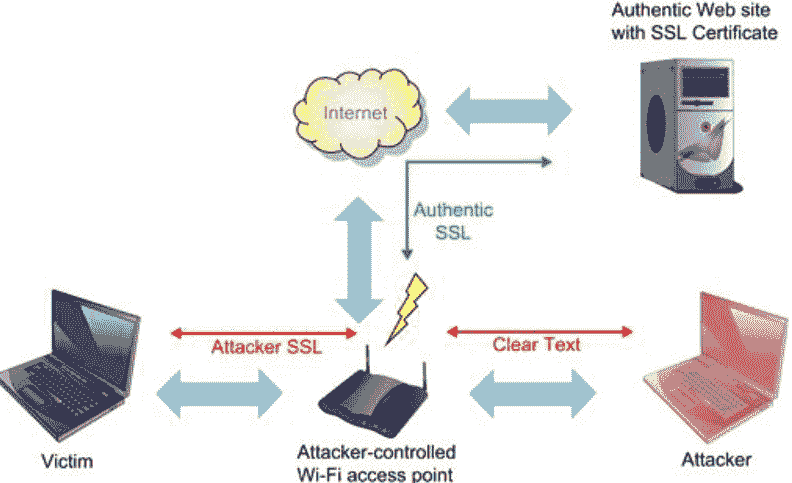 Authentic Web site
with SSL Certificate
Internet
Authentic
SSL
Attacker SSL
Clear Text
Victim
Attacker-controlled
Wi-Fi access point
Attacker